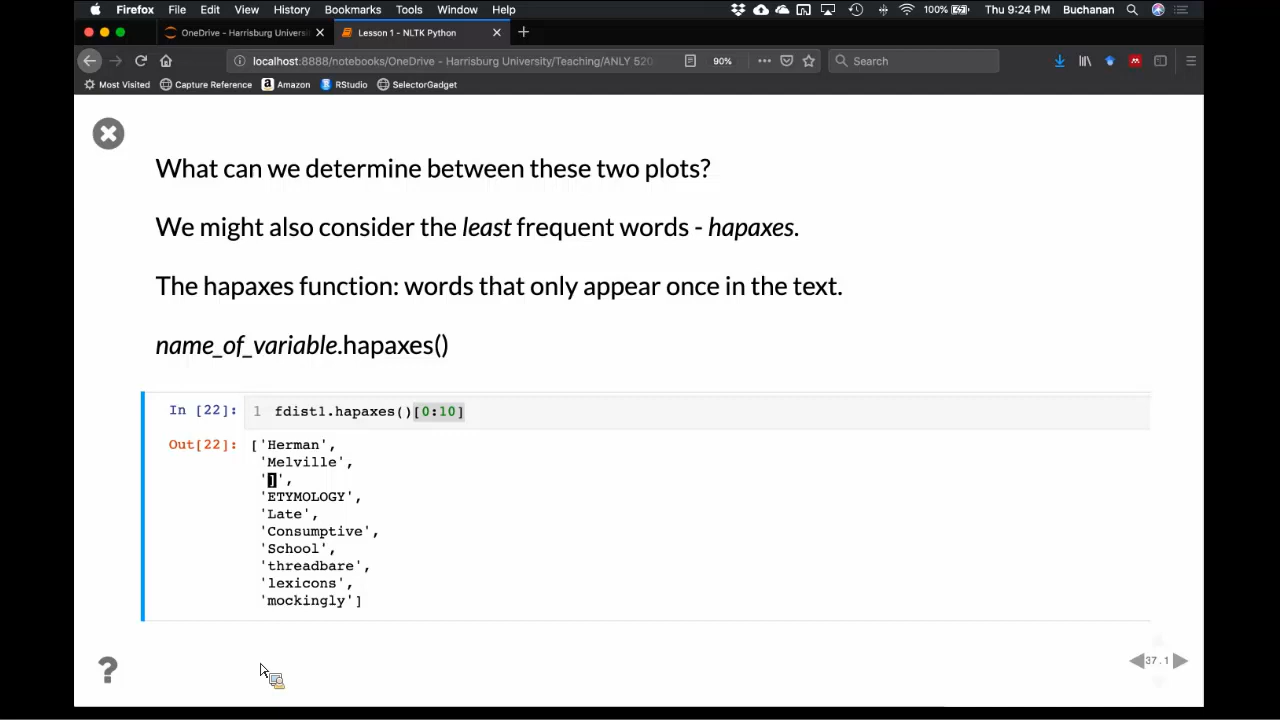 Firefox File Edit View History Bookmarks Tools Window Help 100% Thu 9:24 PM Buchanan
OneDrive - Harrisburg Universi Lesson 1 - NLTK Python
localhost:8888/notebooks/OneDrive - Harrisburg University/Teaching/ANLY 520 90% Search
Most Visited Capture Reference Amazon RStudio SelectorGadget
What can we determine between these two plots?
We might also consider the least frequent words - hapaxes.
The hapaxes function: words that only appear once in the text.
name_of_variable.hapaxes()
In [22]: 1 fdist1.hapaxes()[0:10]
Out[22]: ['Herman',
'Melville',
']',
'ETYMOLOGY',
'Late',
'Consumptive',
'School',
'threadbare',
'lexicons',
'mockingly']
? 37.1